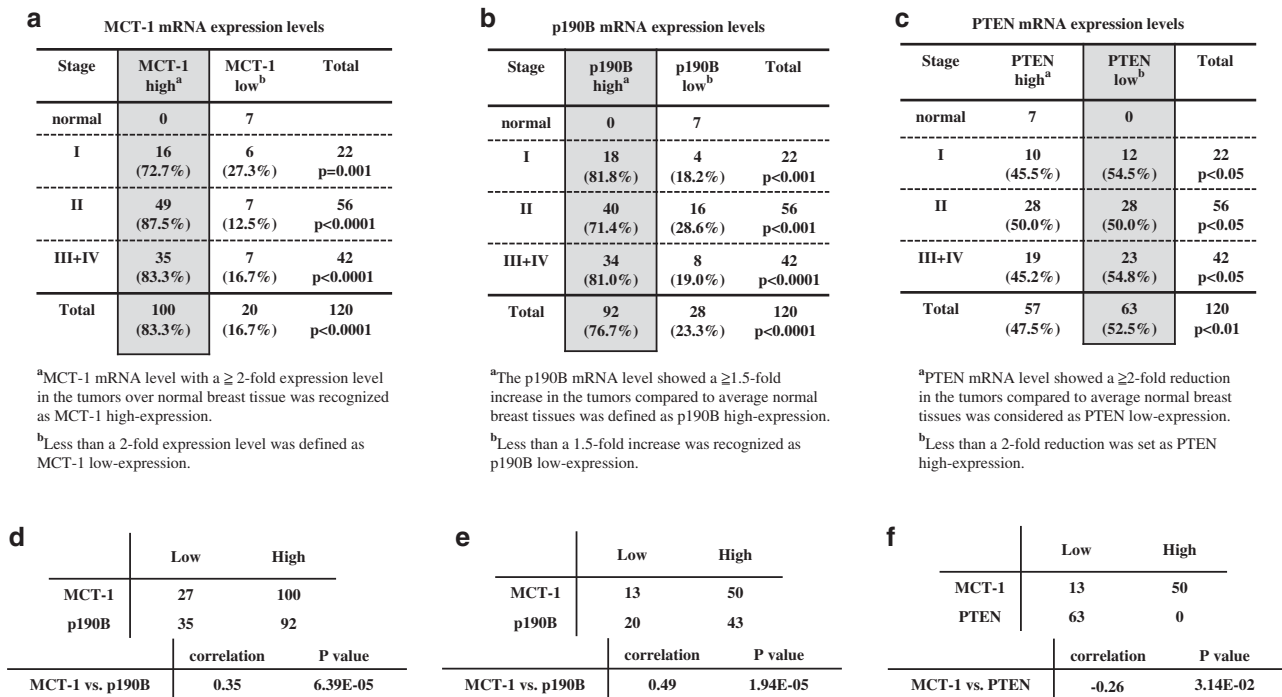 a
MCT-1 mRNA expression levels
Stage MCT-1 high^a MCT-1 low^b Total
normal 0 7
I 16 6 22
(72.7%) (27.3%) p=0.001
II 49 7 56
(87.5%) (12.5%) p<0.0001
III+IV 35 7 42
(83.3%) (16.7%) p<0.0001
Total 100 20 120
(83.3%) (16.7%) p<0.0001
^aMCT-1 mRNA level with a ≧ 2-fold expression level
in the tumors over normal breast tissue was recognized
as MCT-1 high-expression.
^bLess than a 2-fold expression level was defined as
MCT-1 low-expression.
b
p190B mRNA expression levels
Stage p190B high^a p190B low^b Total
normal 0 7
I 18 4 22
(81.8%) (18.2%) p<0.001
II 40 16 56
(71.4%) (28.6%) p<0.001
III+IV 34 8 42
(81.0%) (19.0%) p<0.0001
Total 92 28 120
(76.7%) (23.3%) p<0.0001
^aThe p190B mRNA level showed a ≧1.5-fold
increase in the tumors compared to average normal
breast tissues was defined as p190B high-expression.
^bLess than a 1.5-fold increase was recognized as
p190B low-expression.
c
PTEN mRNA expression levels
Stage PTEN high^a PTEN low^b Total
normal 7 0
I 10 12 22
(45.5%) (54.5%) p<0.05
II 28 28 56
(50.0%) (50.0%) p<0.05
III+IV 19 23 42
(45.2%) (54.8%) p<0.05
Total 57 63 120
(47.5%) (52.5%) p<0.01
^aPTEN mRNA level showed a ≧2-fold reduction
in the tumors compared to average normal breast
tissues was considered as PTEN low-expression.
^bLess than a 2-fold reduction was set as PTEN
high-expression.
d
Low High
MCT-1 27 100
p190B 35 92
correlation P value
MCT-1 vs. p190B 0.35 6.39E-05
e
Low High
MCT-1 13 50
p190B 20 43
correlation P value
MCT-1 vs. p190B 0.49 1.94E-05
f
Low High
MCT-1 13 50
PTEN 63 0
correlation P value
MCT-1 vs. PTEN -0.26 3.14E-02